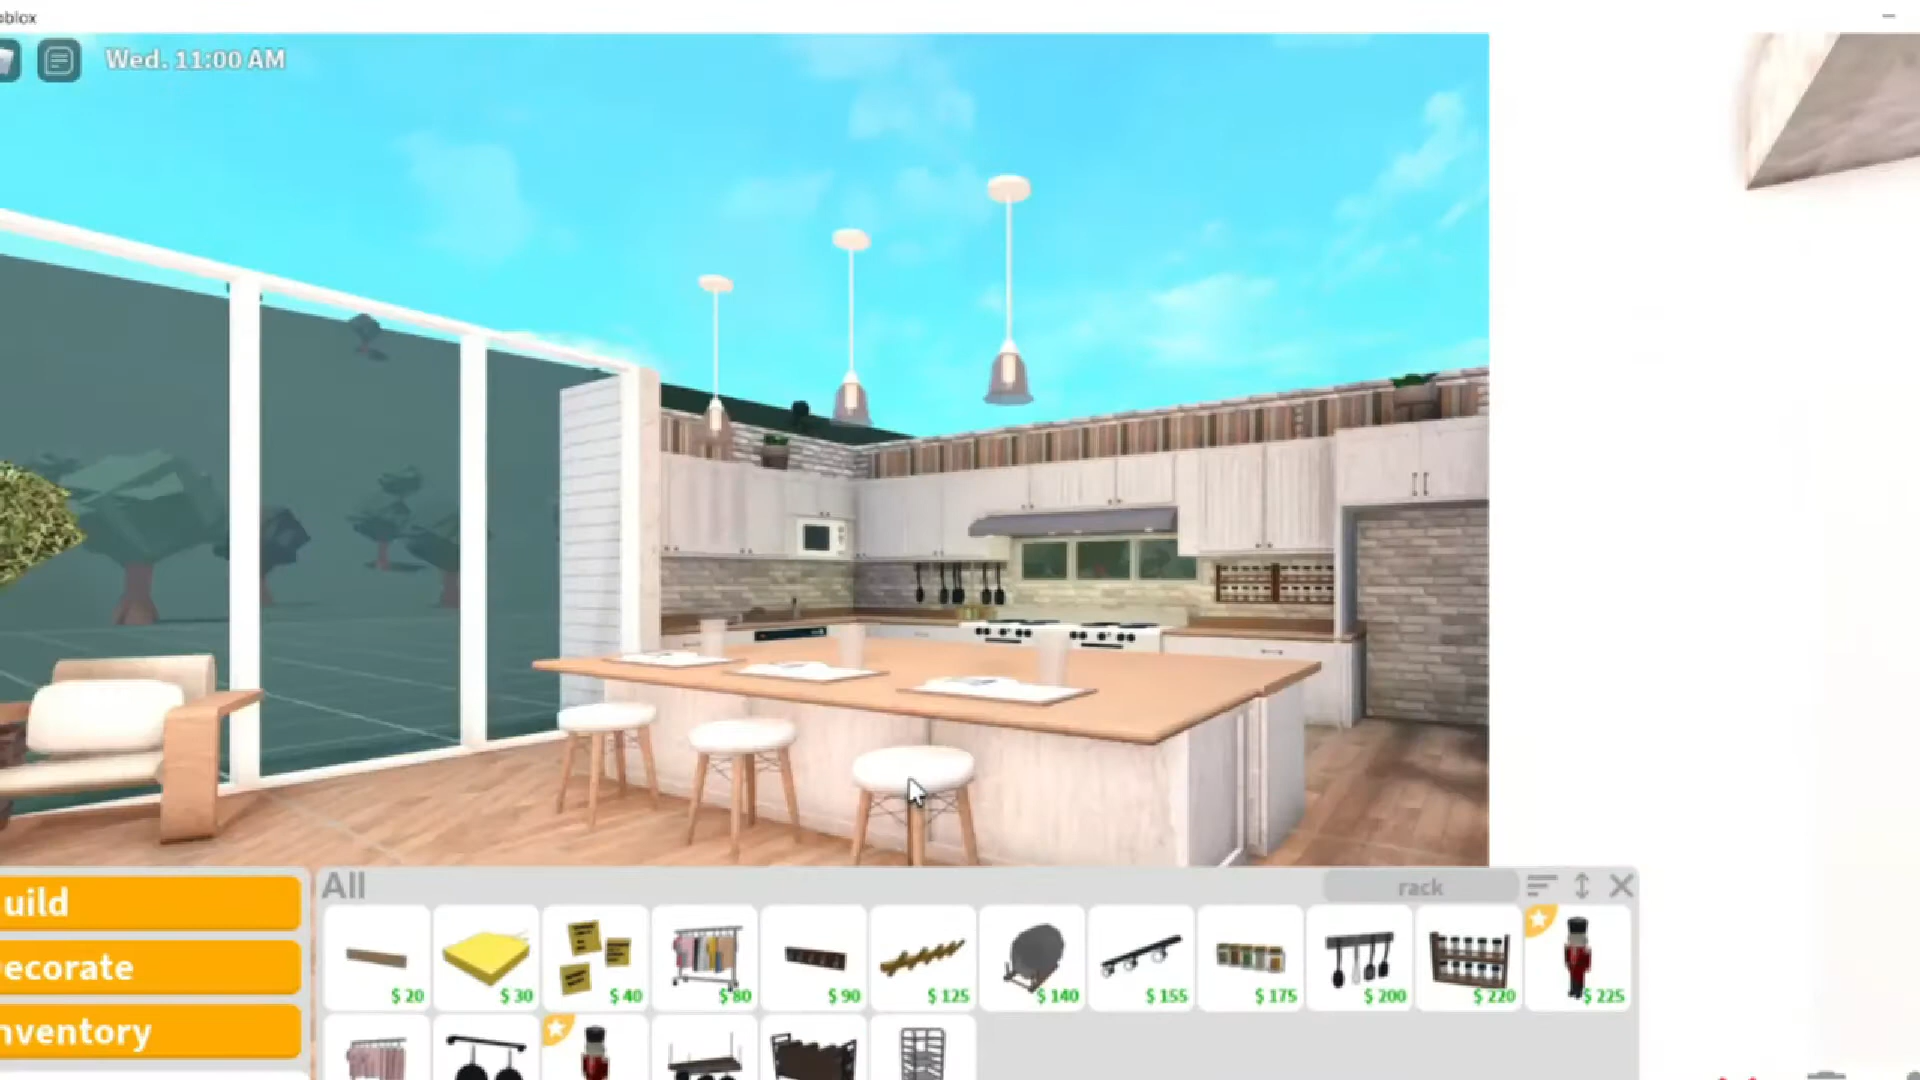 oblox
Wed. 11:00 AM
uild
ecorate
nventory
All
rack
$ 20
$ 30
$ 40
$ 80
$ 90
$ 125
$ 140
$ 155
$ 175
$ 200
$ 220
$ 225